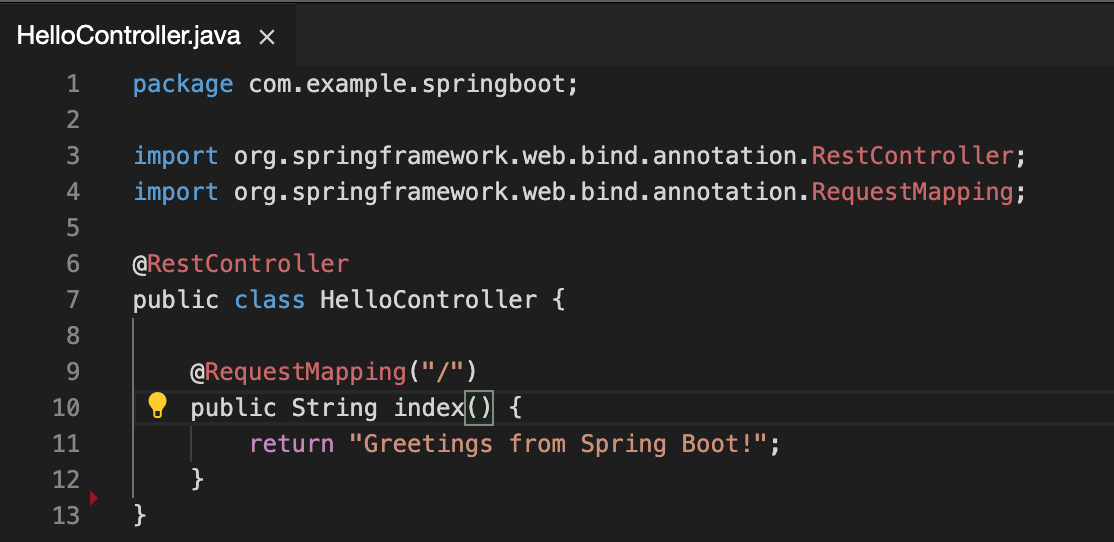 HelloController.java ×
1 package com.example.springboot;
2
3 import org.springframework.web.bind.annotation.RestController;
4 import org.springframework.web.bind.annotation.RequestMapping;
5
6 @RestController
7 public class HelloController {
8
9     @RequestMapping("/")
10     public String index() {
11         return "Greetings from Spring Boot!";
12     }
13 }